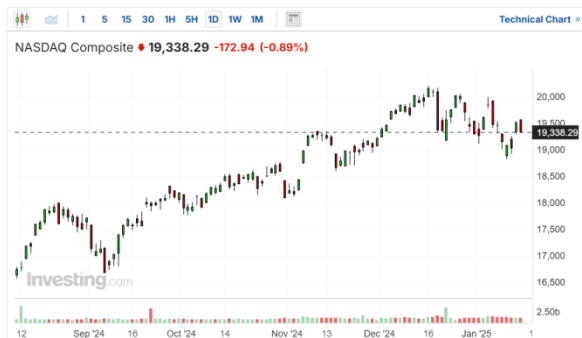 1 5 15 30 1H 5H 1D 1W 1M Technical Chart »
NASDAQ Composite 19,338.29 -172.94 (-0.89%)
20,000
19,500
19,338.29
19,000
18,500
18,000
17,500
17,000
16,500
Investing.com
2.50b
12 Sep '24 16 Oct '24 14 Nov '24 13 Dec '24 16 Jan '25 1